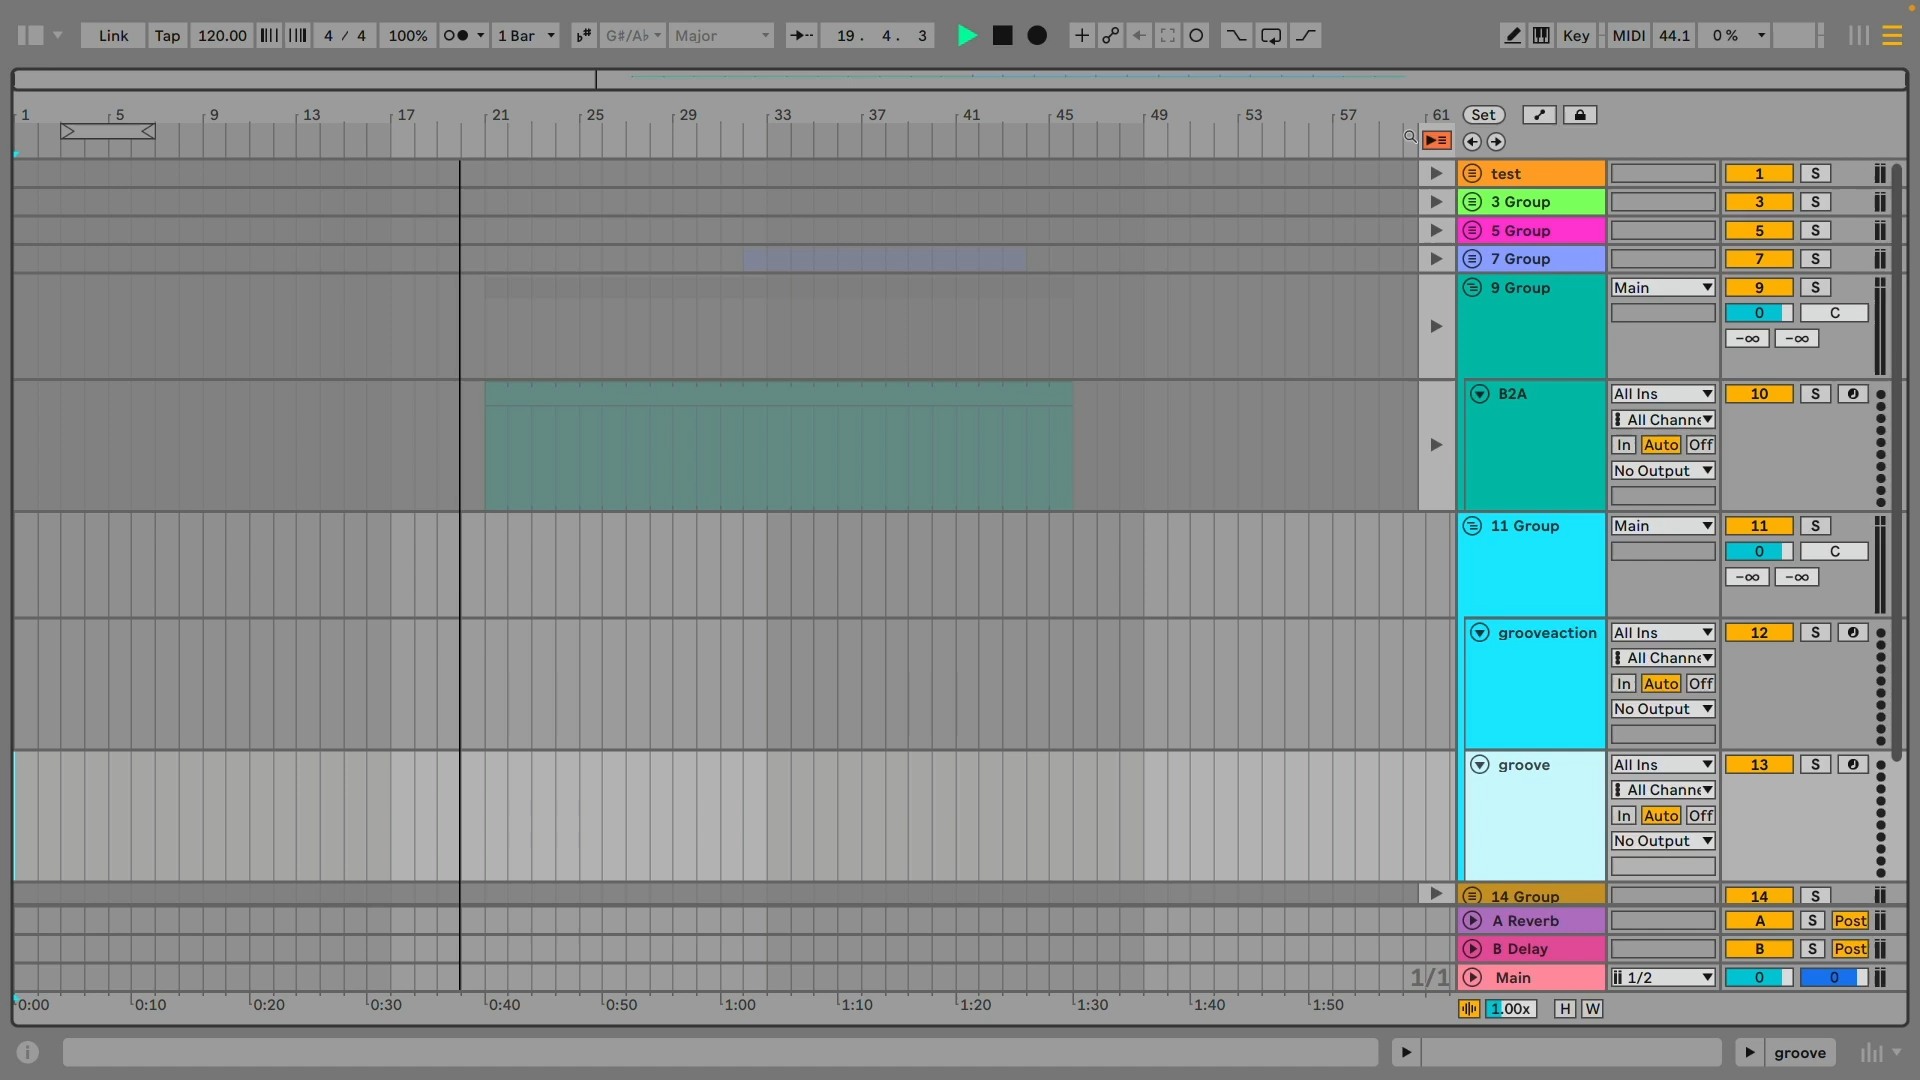 Link Tap 120.00 4 / 4 100% 1 Bar G#/A♭ Major 19. 4. 3 Key MIDI 44.1 0 %
1 5 9 13 17 21 25 29 33 37 41 45 49 53 57 61 Set
test 1 S
3 Group 3 S
5 Group 5 S
7 Group 7 S
9 Group Main 9 S
0 C
-∞ -∞
B2A All Ins 10 S
All Channe
In Auto Off
No Output
11 Group Main 11 S
0 C
-∞ -∞
grooveaction All Ins 12 S
All Channe
In Auto Off
No Output
groove All Ins 13 S
All Channe
In Auto Off
No Output
14 Group 14 S
A Reverb A S Post
B Delay B S Post
1/1 Main 1/2 0 0
0:00 0:10 0:20 0:30 0:40 0:50 1:00 1:10 1:20 1:30 1:40 1:50 1.00x H W
groove